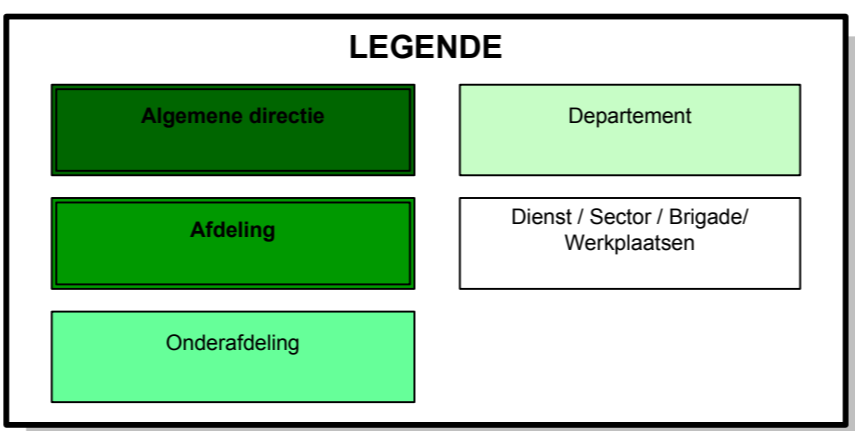 LEGENDE
Algemene directie
Departement
Afdeling
Dienst / Sector / Brigade/
Werkplaatsen
Onderafdeling